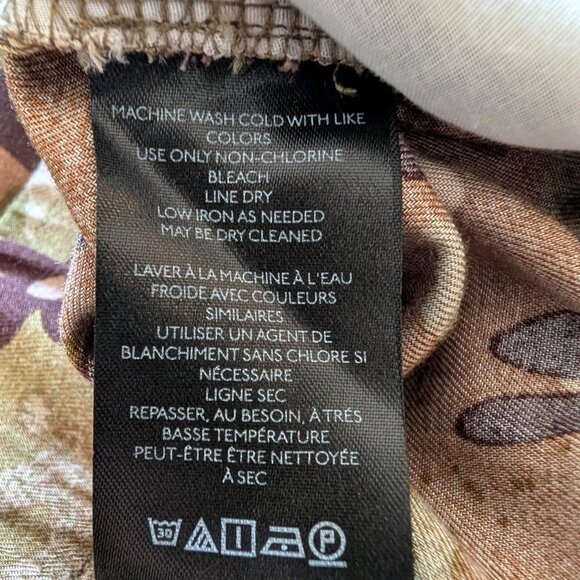 MACHINE WASH COLD WITH LIKE
COLORS
USE ONLY NON-CHLORINE
BLEACH
LINE DRY
LOW IRON AS NEEDED
MAY BE DRY CLEANED
LAVER À LA MACHINE À L'EAU
FROIDE AVEC COULEURS
SIMILAIRES
UTILISER UN AGENT DE
BLANCHIMENT SANS CHLORE SI
NÉCESSAIRE
LIGNE SEC
REPASSER, AU BESOIN, À TRÉS
BASSE TEMPÉRATURE
PEUT-ÊTRE ÊTRE NETTOYÉE
À SEC
30 P